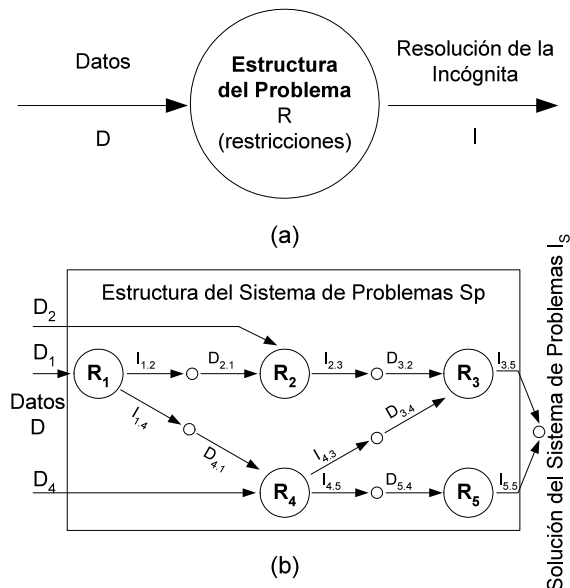 Datos
D
Estructura
del Problema
R
(restricciones)
Resolución de la
Incógnita
I
(a)
Estructura del Sistema de Problemas Sp
D2
D1
Datos
D
D4
R1
I1.2
D2.1
R2
I2.3
D3.2
R3
I3.5
I1.4
D4.1
I4.3
D3.4
R4
I4.5
D5.4
R5
I5.5
Solución del Sistema de Problemas IS
(b)